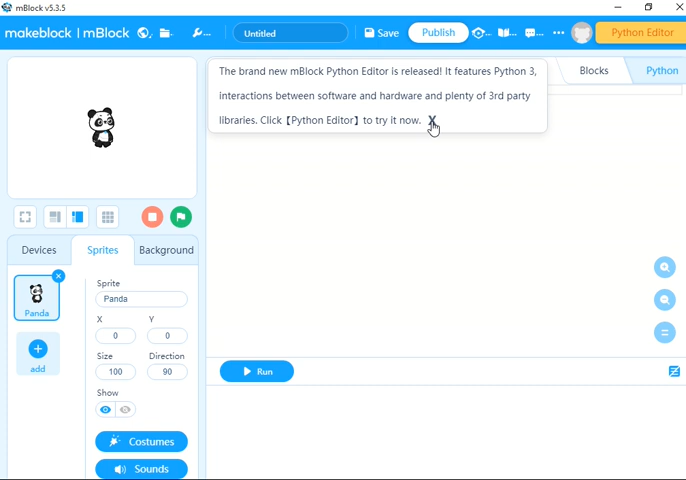 mBlock v5.3.5
makeblock | mBlock
Untitled
Save
Publish
Python Editor
The brand new mBlock Python Editor is released! It features Python 3,
interactions between software and hardware and plenty of 3rd party
libraries. Click【Python Editor】to try it now. X
Blocks
Python
Devices
Sprites
Background
Panda
add
Sprite
Panda
X
Y
0
0
Size
Direction
100
90
Show
Costumes
Sounds
Run